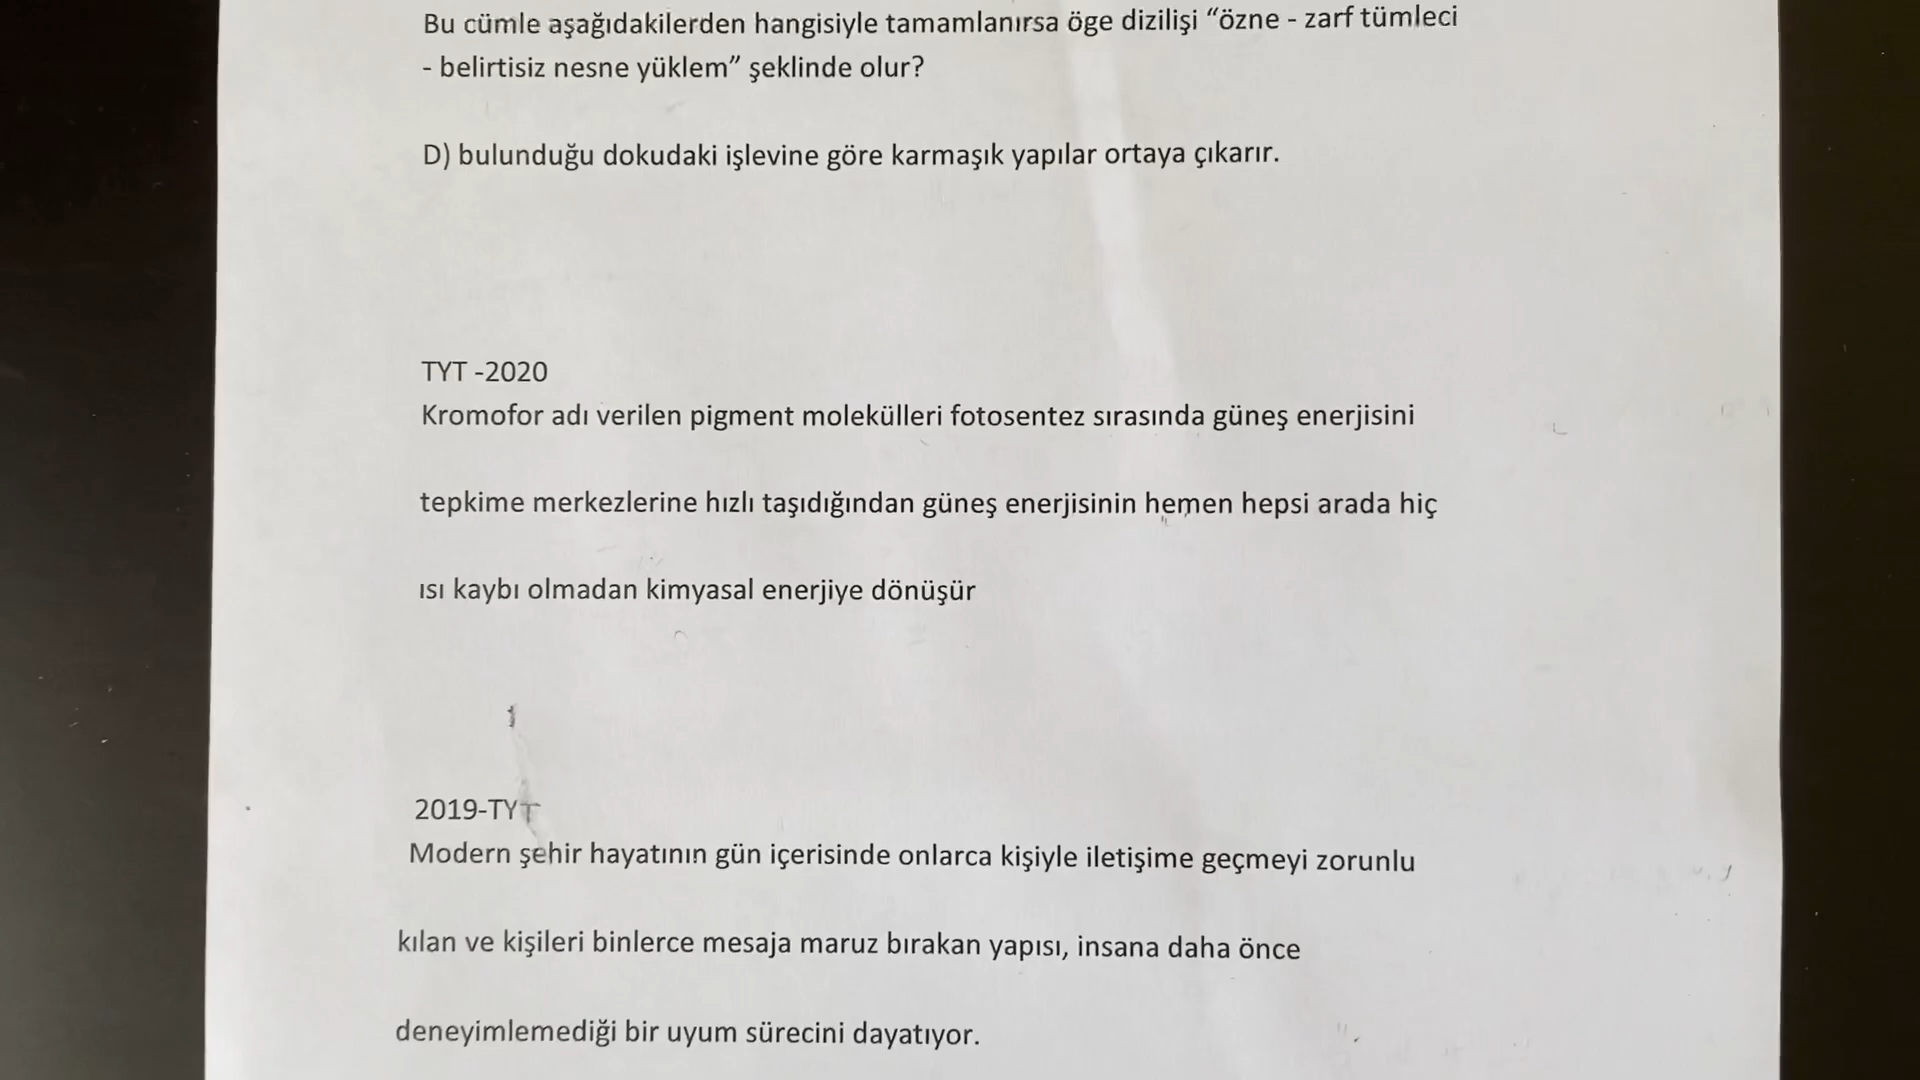 Bu cümle aşağıdakilerden hangisiyle tamamlanırsa öge dizilişi “özne - zarf tümleci
- belirtisiz nesne yüklem” şeklinde olur?
D) bulunduğu dokudaki işlevine göre karmaşık yapılar ortaya çıkarır.
TYT -2020
Kromofor adı verilen pigment molekülleri fotosentez sırasında güneş enerjisini
tepkime merkezlerine hızlı taşıdığından güneş enerjisinin hemen hepsi arada hiç
ısı kaybı olmadan kimyasal enerjiye dönüşür
2019-TYT
Modern şehir hayatının gün içerisinde onlarca kişiyle iletişime geçmeyi zorunlu
kılan ve kişileri binlerce mesaja maruz bırakan yapısı, insana daha önce
deneyimlemediği bir uyum sürecini dayatıyor.